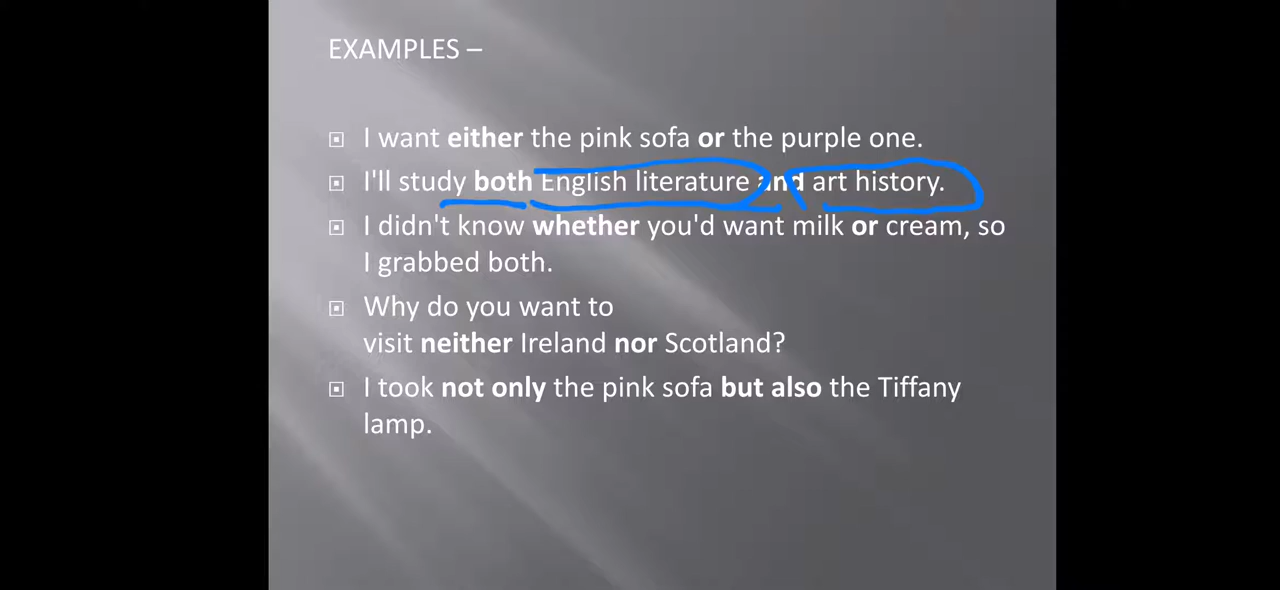 EXAMPLES –
I want either the pink sofa or the purple one.
I'll study both English literature and art history.
I didn't know whether you'd want milk or cream, so
I grabbed both.
Why do you want to
visit neither Ireland nor Scotland?
I took not only the pink sofa but also the Tiffany
lamp.